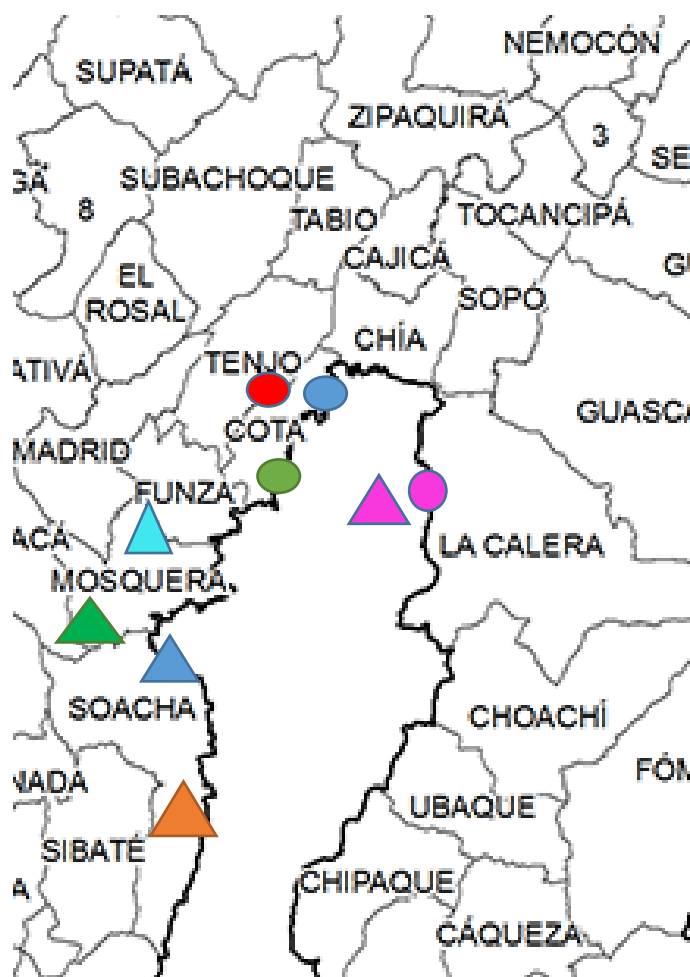 NEMOCÓN
SUPATÁ
ZIPAQUIRÁ
3
SE
GÁ
SUBACHOQUE
8
TABIO
TOCANCIPÁ
CAJICÁ
GU
EL
ROSAL
SOPÓ
CHÍA
ATIVÁ
TENJO
GUASCA
COTA
MADRID
FUNZA
ACÁ
LA CALERA
MOSQUERA
SOACHA
CHOACHÍ
NADA
FÓM
UBAQUE
SIBATÉ
A
CHIPAQUE
CÁQUEZA